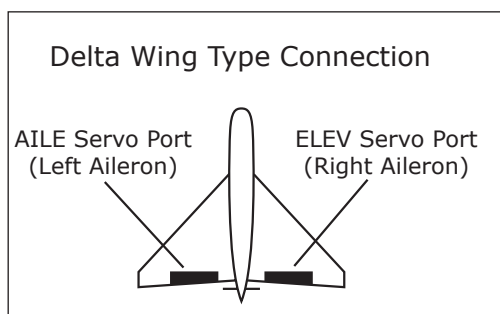 Delta Wing Type Connection
AILE Servo Port
(Left Aileron)
ELEV Servo Port
(Right Aileron)